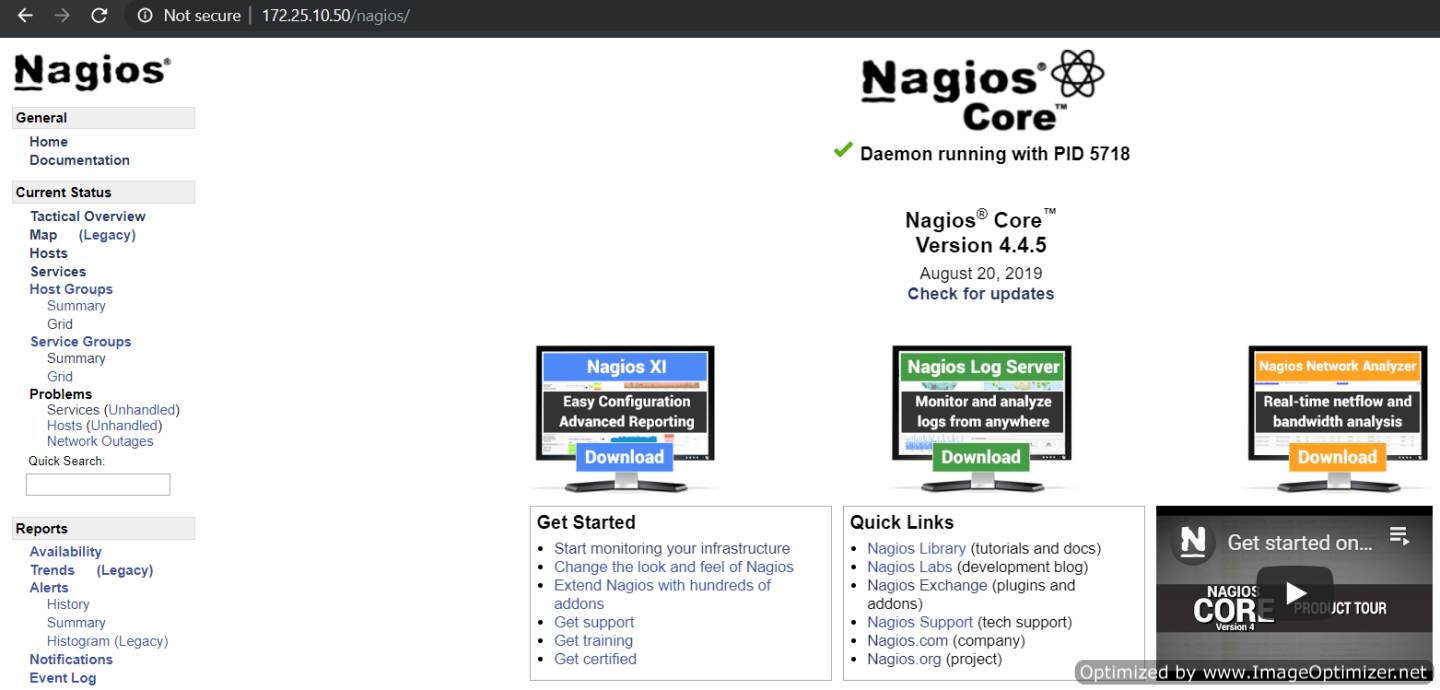 Not secure | 172.25.10.50/nagios/
Nagios®
General
Home
Documentation
Current Status
Tactical Overview
Map (Legacy)
Hosts
Services
Host Groups
Summary
Grid
Service Groups
Summary
Grid
Problems
Services (Unhandled)
Hosts (Unhandled)
Network Outages
Quick Search:
Reports
Availability
Trends (Legacy)
Alerts
History
Summary
Histogram (Legacy)
Notifications
Event Log
Nagios®
Core™
Daemon running with PID 5718
Nagios® Core™
Version 4.4.5
August 20, 2019
Check for updates
Nagios XI
Easy Configuration
Advanced Reporting
Download
Nagios Log Server
Monitor and analyze
logs from anywhere
Download
Nagios Network Analyzer
Real-time netflow and
bandwidth analysis
Download
Get Started
• Start monitoring your infrastructure
• Change the look and feel of Nagios
• Extend Nagios with hundreds of
addons
• Get support
• Get training
• Get certified
Quick Links
• Nagios Library (tutorials and docs)
• Nagios Labs (development blog)
• Nagios Exchange (plugins and
addons)
• Nagios Support (tech support)
• Nagios.com (company)
• Nagios.org (project)
N
Get started on...
NAGIOS
CORE PRODUCT TOUR
Version 4
Optimized by www.ImageOptimizer.net